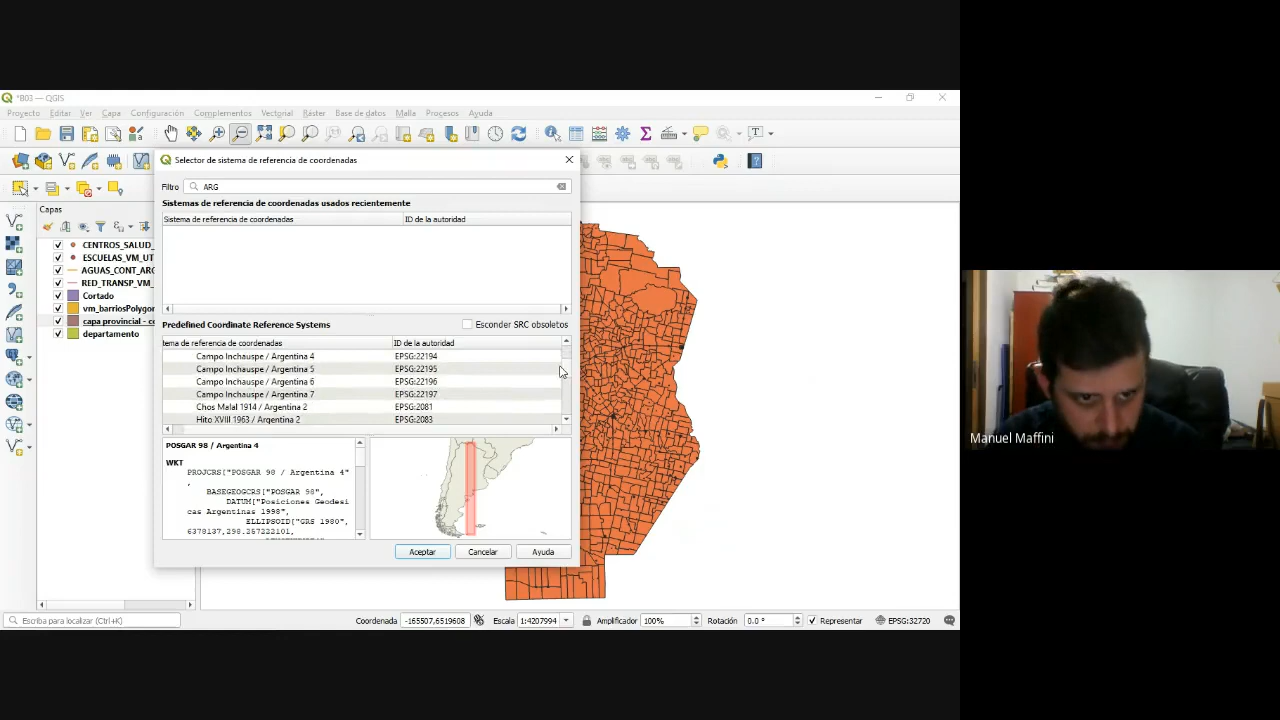 *B03 — QGIS
Proyecto Editar Ver Capa Configuración Complementos Vectorial Ráster Base de datos Malla Procesos Ayuda
Selector de sistema de referencia de coordenadas
Filtro ARG
Sistemas de referencia de coordenadas usados recientemente
Sistema de referencia de coordenadas ID de la autoridad
Predefined Coordinate Reference Systems Esconder SRC obsoletos
tema de referencia de coordenadas ID de la autoridad
Campo Inchauspe / Argentina 4 EPSG:22194
Campo Inchauspe / Argentina 5 EPSG:22195
Campo Inchauspe / Argentina 6 EPSG:22196
Campo Inchauspe / Argentina 7 EPSG:22197
Chos Malal 1914 / Argentina 2 EPSG:2081
Hito XVIII 1963 / Argentina 2 EPSG:2083
POSGAR 98 / Argentina 4
WKT
PROJCRS["POSGAR 98 / Argentina 4"
,
BASEGEOGCRS["POSGAR 98",
DATUM["Posiciones Geodesi
cas Argentinas 1998",
ELLIPSOID["GRS 1980",
6378137,298.257222101,
Aceptar Cancelar Ayuda
Capas
CENTROS_SALUD_
ESCUELAS_VM_UT
AGUAS_CONT_ARG
RED_TRANSP_VM_
Cortado
vm_barriosPolygor
capa provincial - ce
departamento
Escriba para localizar (Ctrl+K) Coordenada -165507,6519608 Escala 1:4207994 Amplificador 100% Rotación 0.0 ° Representar EPSG:32720
Manuel Maffini